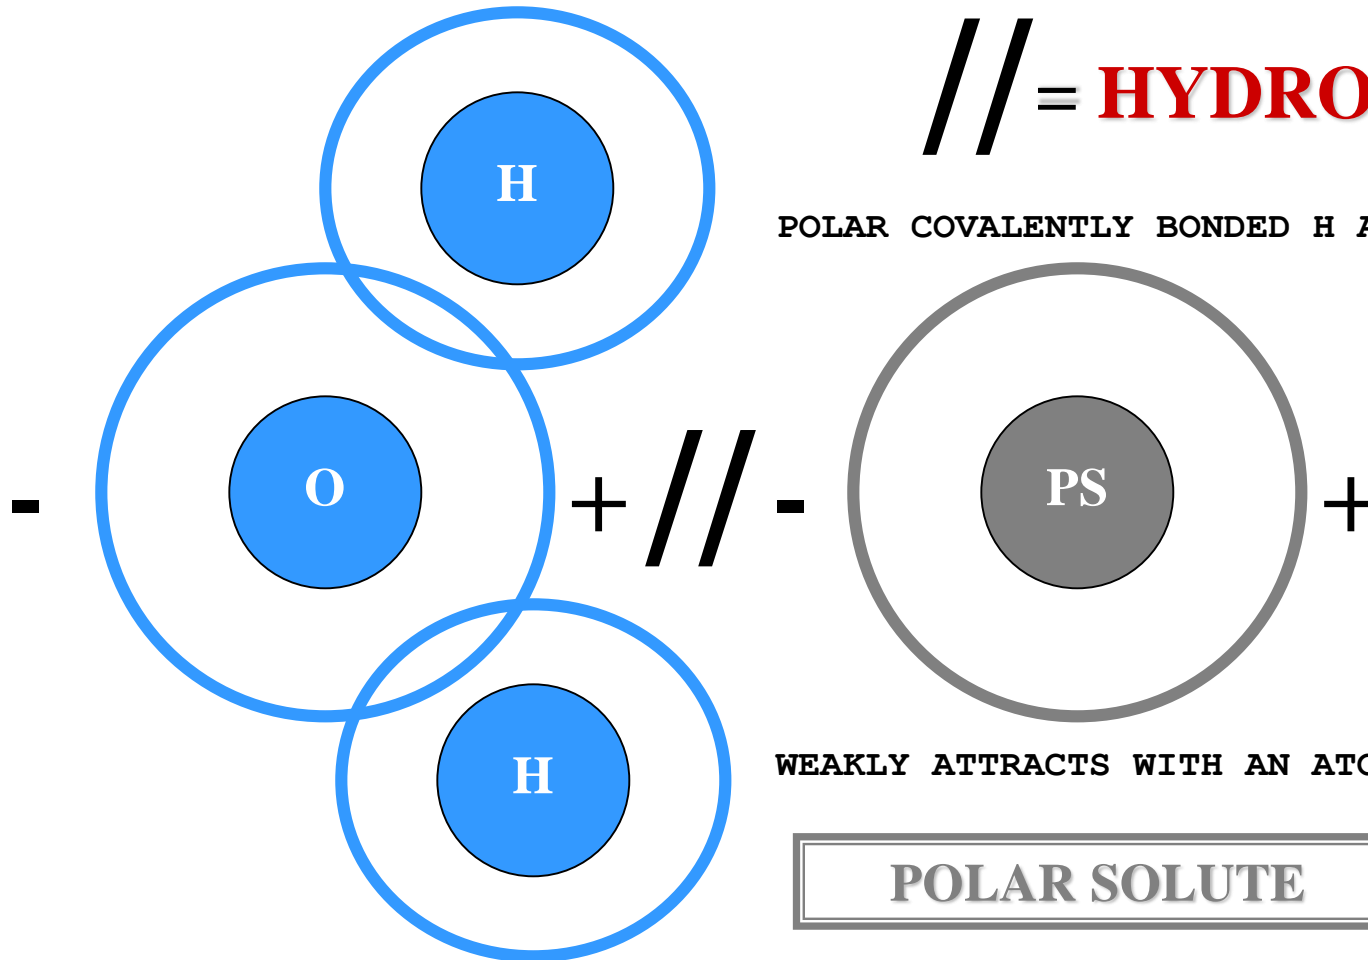 // = HYDRO
H
POLAR COVALENTLY BONDED H
- O + // - PS +
H
WEAKLY ATTRACTS WITH AN
POLAR SOLUTE